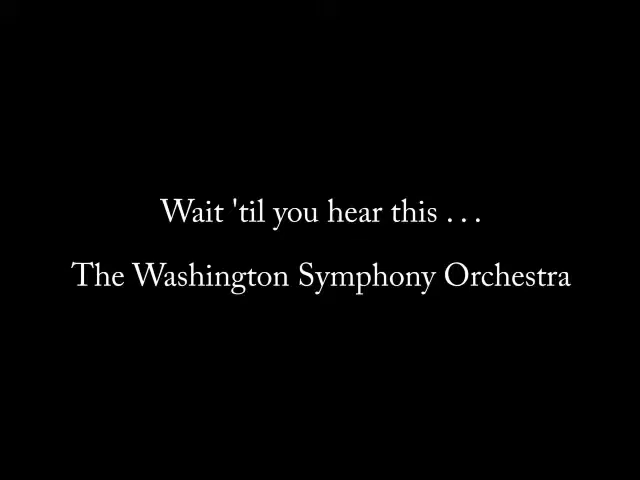 Wait 'til you hear this . . .
The Washington Symphony Orchestra